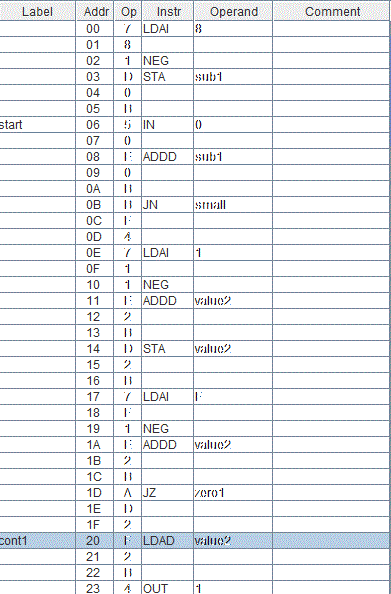 Label Addr Op Instr Operand Comment
00 7 LDAI 8
01 8
02 1 NEG
03 D STA sub1
04 0
05 B
start 06 5 IN 0
07 0
08 ADDD sub1
09 0
0A B
0B B JN small
0C
0D 4
0E 7 LDAI 1
0F 1
10 1 NEG
11 ADDD value2
12 2
13 B
14 D STA value2
15 2
16 B
17 7 LDAI
18
19 1 NEG
1A ADDD value2
1B 2
1C B
1D A JZ zero1
1E D
1F 2
cont1 20 LDAD value2
21 2
22 B
23 4 OUT 1